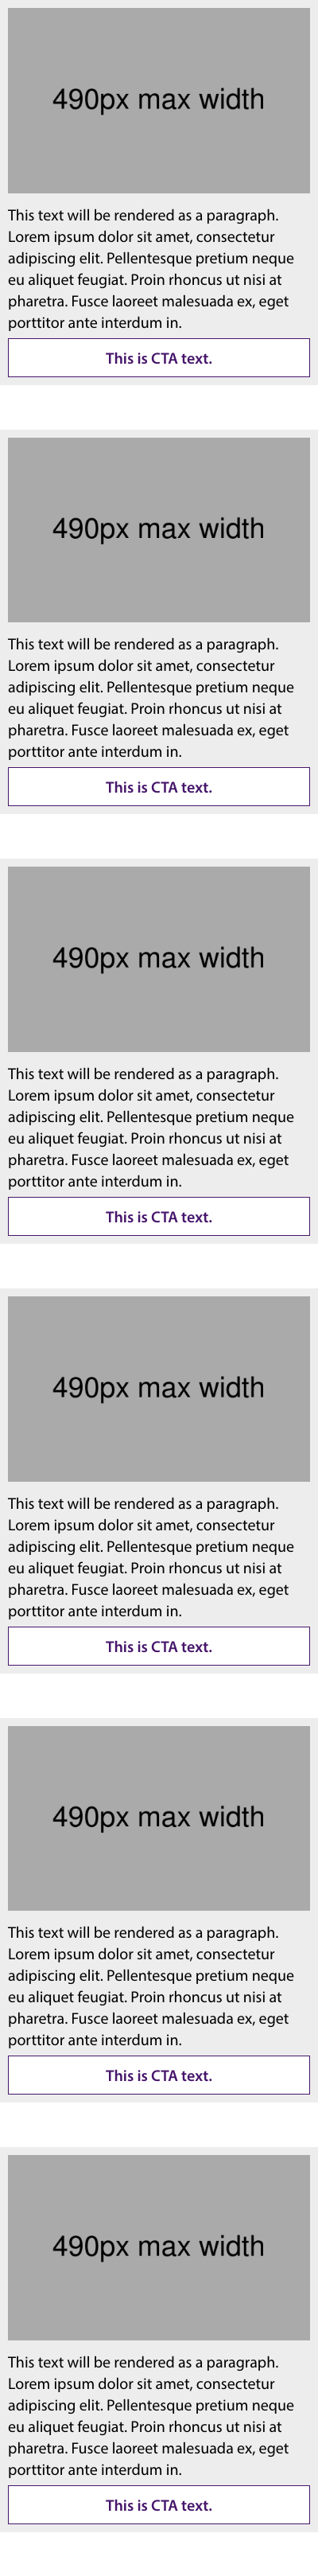 490px max width
This text will be rendered as a paragraph.
Lorem ipsum dolor sit amet, consectetur
adipiscing elit. Pellentesque pretium neque
eu aliquet feugiat. Proin rhoncus ut nisi at
pharetra. Fusce laoreet malesuada ex, eget
porttitor ante interdum in.
This is CTA text.
490px max width
This text will be rendered as a paragraph.
Lorem ipsum dolor sit amet, consectetur
adipiscing elit. Pellentesque pretium neque
eu aliquet feugiat. Proin rhoncus ut nisi at
pharetra. Fusce laoreet malesuada ex, eget
porttitor ante interdum in.
This is CTA text.
490px max width
This text will be rendered as a paragraph.
Lorem ipsum dolor sit amet, consectetur
adipiscing elit. Pellentesque pretium neque
eu aliquet feugiat. Proin rhoncus ut nisi at
pharetra. Fusce laoreet malesuada ex, eget
porttitor ante interdum in.
This is CTA text.
490px max width
This text will be rendered as a paragraph.
Lorem ipsum dolor sit amet, consectetur
adipiscing elit. Pellentesque pretium neque
eu aliquet feugiat. Proin rhoncus ut nisi at
pharetra. Fusce laoreet malesuada ex, eget
porttitor ante interdum in.
This is CTA text.
490px max width
This text will be rendered as a paragraph.
Lorem ipsum dolor sit amet, consectetur
adipiscing elit. Pellentesque pretium neque
eu aliquet feugiat. Proin rhoncus ut nisi at
pharetra. Fusce laoreet malesuada ex, eget
porttitor ante interdum in.
This is CTA text.
490px max width
This text will be rendered as a paragraph.
Lorem ipsum dolor sit amet, consectetur
adipiscing elit. Pellentesque pretium neque
eu aliquet feugiat. Proin rhoncus ut nisi at
pharetra. Fusce laoreet malesuada ex, eget
porttitor ante interdum in.
This is CTA text.